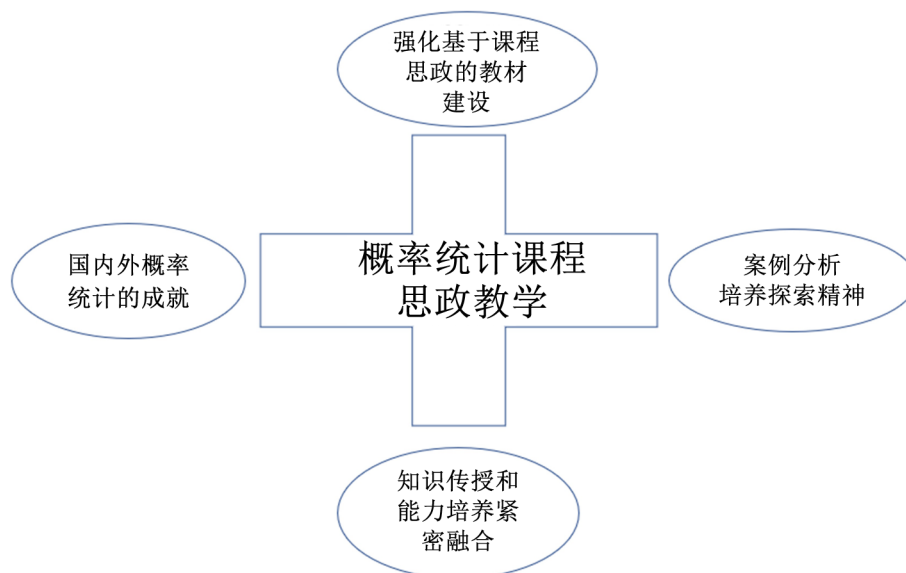 强化基于课程
思政的教材
建设
国内外概率
统计的成就
概率统计课程
思政教学
案例分析
培养探索精神
知识传授和
能力培养紧
密融合